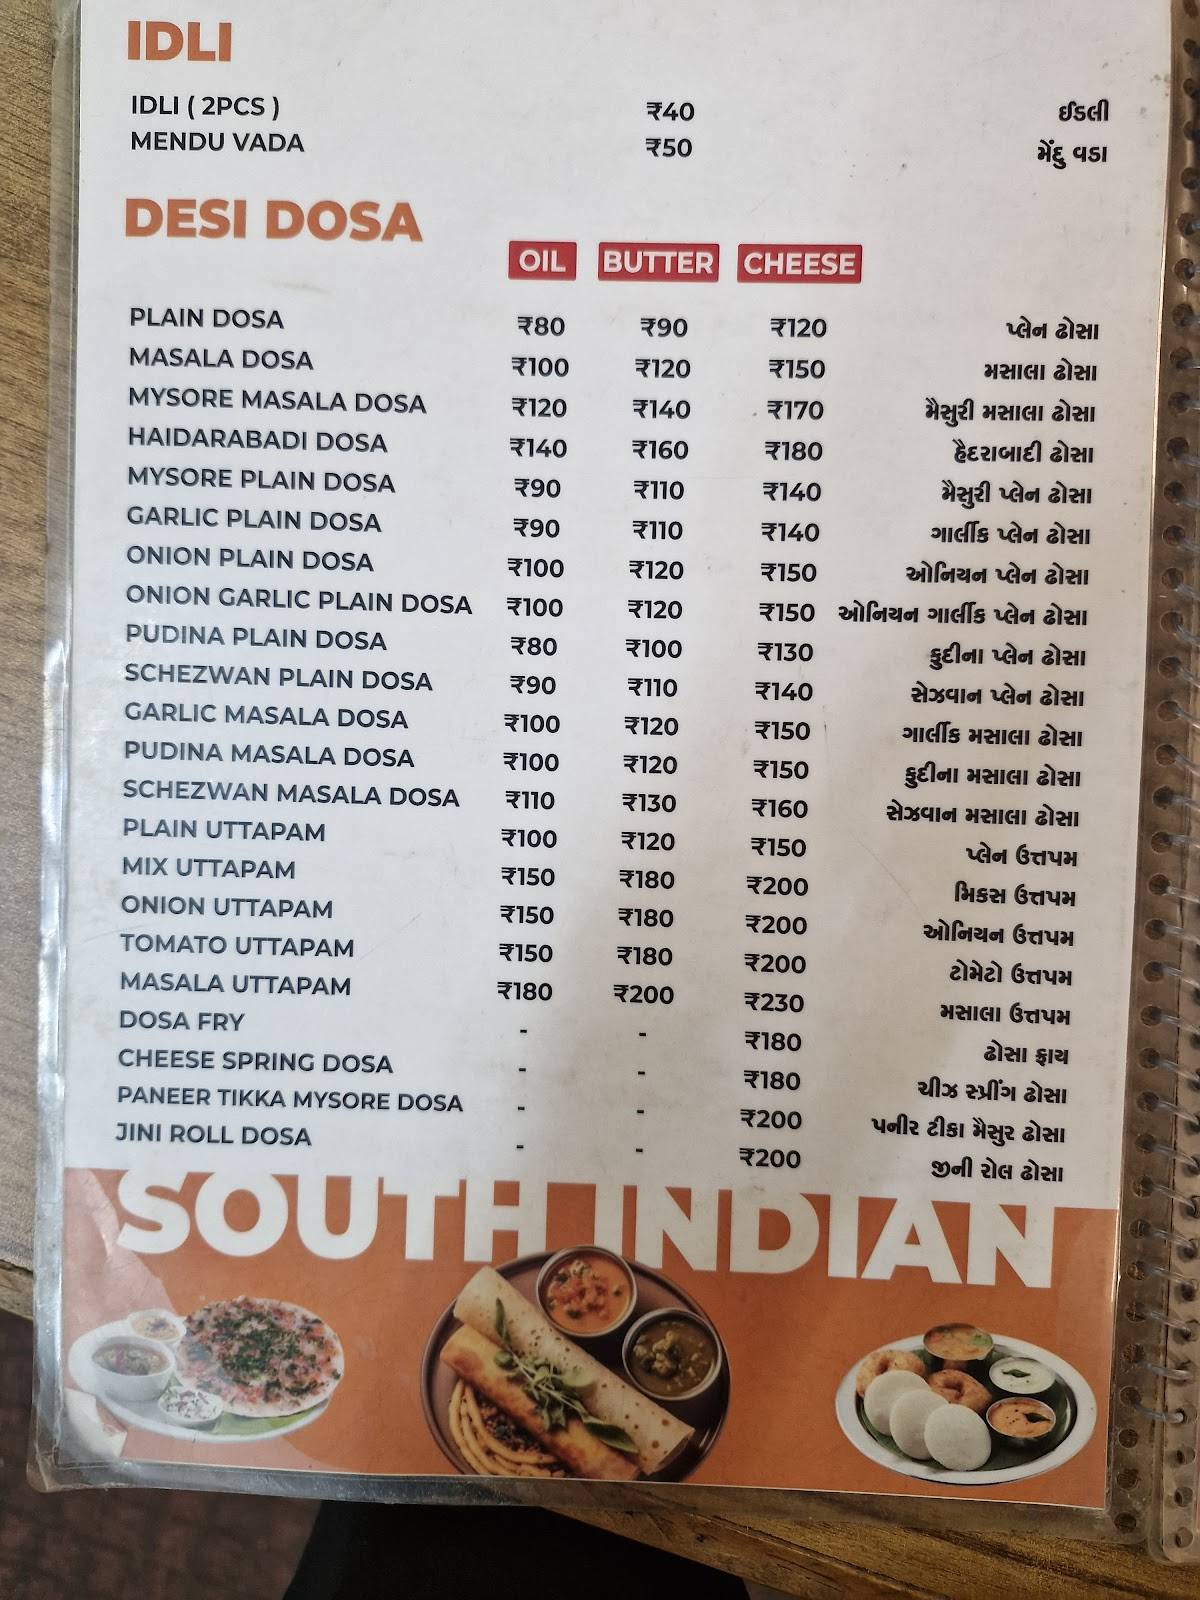 IDLI
IDLI ( 2PCS ) ₹40 ઈડલી
MENDU VADA ₹50 મેંદુ વડા
DESI DOSA
OIL BUTTER CHEESE
PLAIN DOSA ₹80 ₹90 ₹120 પ્લેન ઢોસા
MASALA DOSA ₹100 ₹120 ₹150 મસાલા ઢોસા
MYSORE MASALA DOSA ₹120 ₹140 ₹170 મૈસુરી મસાલા ઢોસા
HAIDARABADI DOSA ₹140 ₹160 ₹180 હૈદરાબાદી ઢોસા
MYSORE PLAIN DOSA ₹90 ₹110 ₹140 મૈસુરી પ્લેન ઢોસા
GARLIC PLAIN DOSA ₹90 ₹110 ₹140 ગાર્લીક પ્લેન ઢોસા
ONION PLAIN DOSA ₹100 ₹120 ₹150 ઓનિયન પ્લેન ઢોસા
ONION GARLIC PLAIN DOSA ₹100 ₹120 ₹150 ઓનિયન ગાર્લીક પ્લેન ઢોસા
PUDINA PLAIN DOSA ₹80 ₹100 ₹130 ફુદીના પ્લેન ઢોસા
SCHEZWAN PLAIN DOSA ₹90 ₹110 ₹140 સેઝવાન પ્લેન ઢોસા
GARLIC MASALA DOSA ₹100 ₹120 ₹150 ગાર્લીક મસાલા ઢોસા
PUDINA MASALA DOSA ₹100 ₹120 ₹150 ફુદીના મસાલા ઢોસા
SCHEZWAN MASALA DOSA ₹110 ₹130 ₹160 સેઝવાન મસાલા ઢોસા
PLAIN UTTAPAM ₹100 ₹120 ₹150 પ્લેન ઉત્તપમ
MIX UTTAPAM ₹150 ₹180 ₹200 મિકસ ઉત્તપમ
ONION UTTAPAM ₹150 ₹180 ₹200 ઓનિયન ઉત્તપમ
TOMATO UTTAPAM ₹150 ₹180 ₹200 ટોમેટો ઉત્તપમ
MASALA UTTAPAM ₹180 ₹200 ₹230 મસાલા ઉત્તપમ
DOSA FRY - - ₹180 ઢોસા ફ્રાય
CHEESE SPRING DOSA - - ₹180 ચીઝ સ્પ્રીંગ ઢોસા
PANEER TIKKA MYSORE DOSA - - ₹200 પનીર ટીકા મૈસુર ઢોસા
JINI ROLL DOSA - - ₹200 જીની રોલ ઢોસા
SOUTH INDIAN